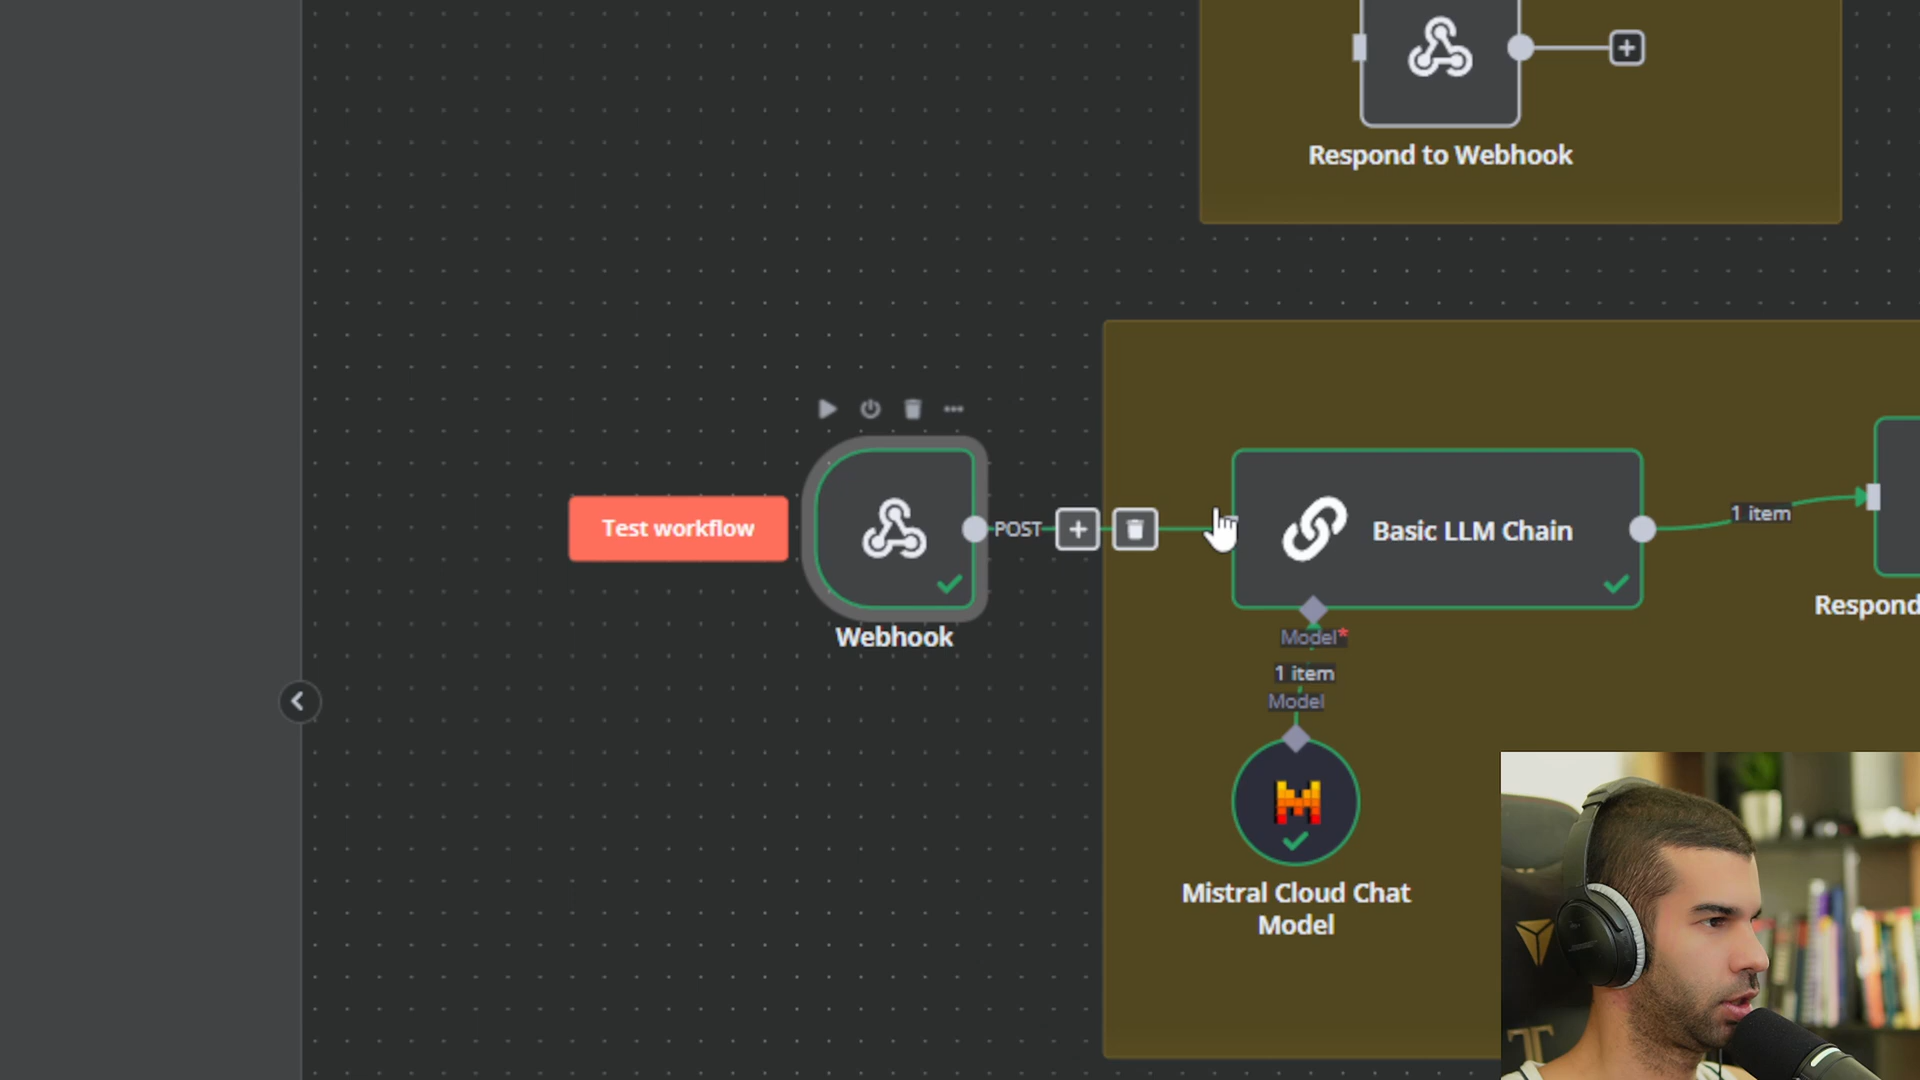 Respond to Webhook
Test workflow
POST
Basic LLM Chain
1 item
Webhook
Respond
Model*
1 item
Model
Mistral Cloud Chat
Model